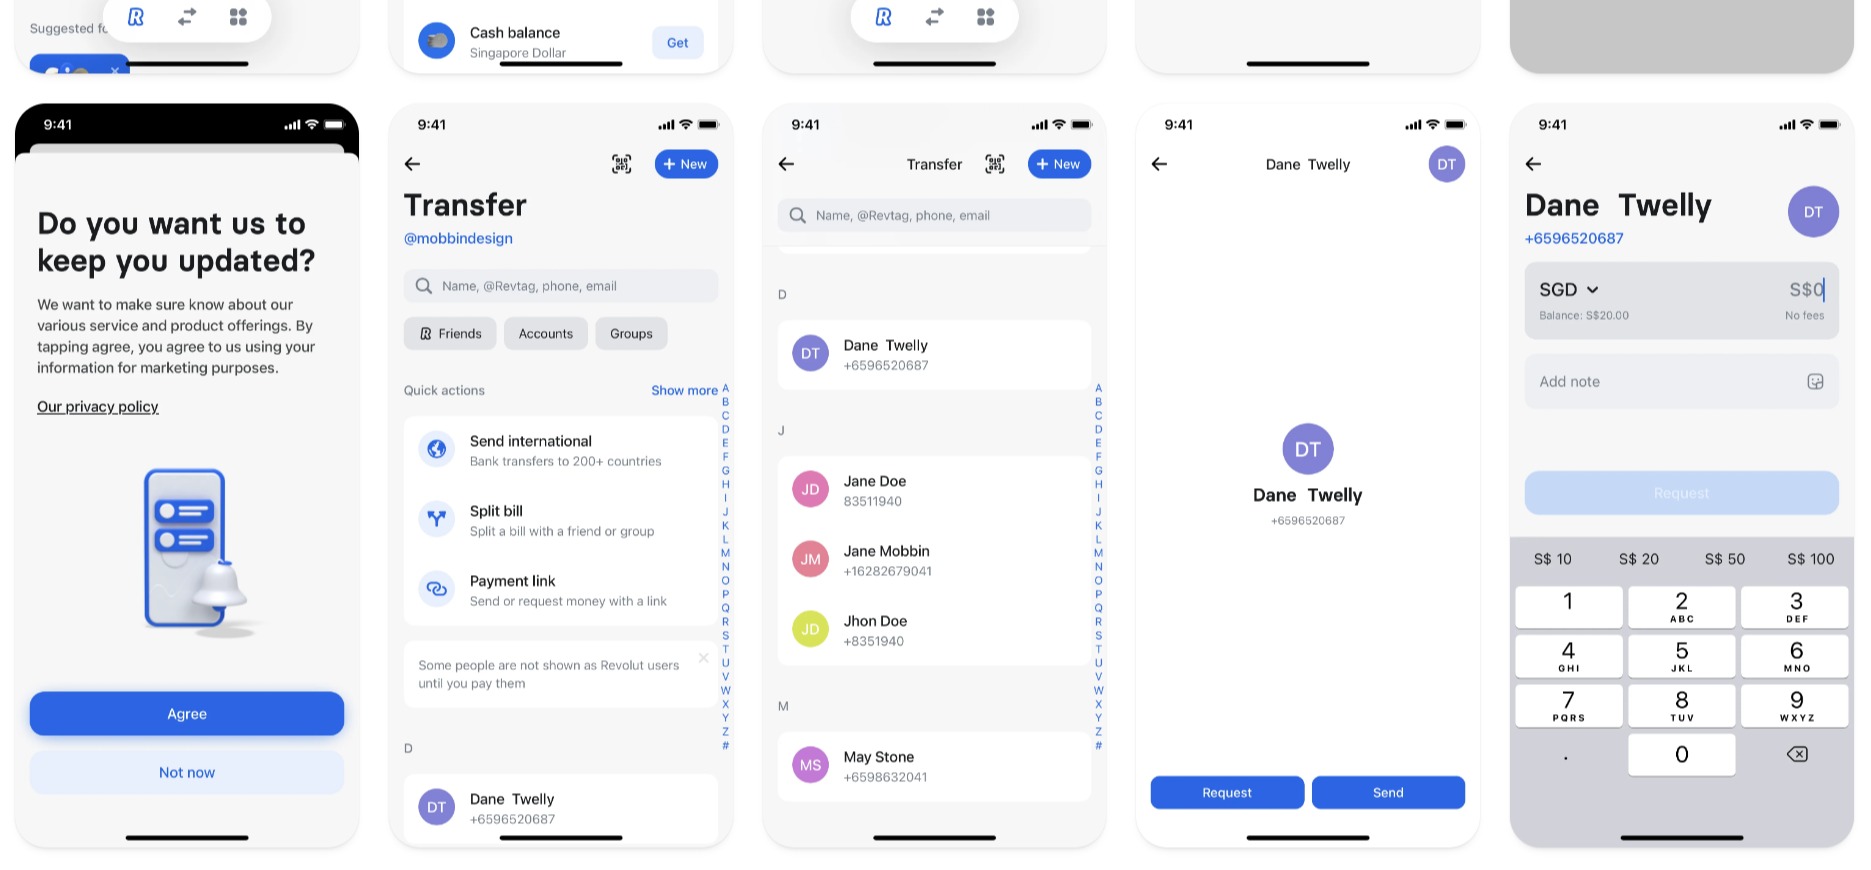 Suggested fo
Cash balance
Singapore Dollar
Get
9:41
Do you want us to
keep you updated?
We want to make sure know about our
various service and product offerings. By
tapping agree, you agree to us using your
information for marketing purposes.
Our privacy policy
Agree
Not now
9:41
+ New
Transfer
@mobbindesign
Name, @Revtag, phone, email
Friends
Accounts
Groups
Quick actions
Show more
Send international
Bank transfers to 200+ countries
Split bill
Split a bill with a friend or group
Payment link
Send or request money with a link
Some people are not shown as Revolut users
until you pay them
D
DT
Dane Twelly
+6596520687
A
B
C
D
E
F
G
H
I
J
K
L
M
N
O
P
Q
R
S
T
U
V
W
X
Y
Z
#
9:41
Transfer
+ New
Name, @Revtag, phone, email
D
DT
Dane Twelly
+6596520687
J
JD
Jane Doe
83511940
JM
Jane Mobbin
+16282679041
JD
Jhon Doe
+8351940
M
MS
May Stone
+6598632041
A
B
C
D
E
F
G
H
I
J
K
L
M
N
O
P
Q
R
S
T
U
V
W
X
Y
Z
#
9:41
Dane Twelly
DT
DT
Dane Twelly
+6596520687
Request
Send
9:41
Dane Twelly
DT
+6596520687
SGD
S$0
Balance: S$20.00
No fees
Add note
Request
S$ 10
S$ 20
S$ 50
S$ 100
1
2
ABC
3
DEF
4
GHI
5
JKL
6
MNO
7
PQRS
8
TUV
9
WXYZ
.
0